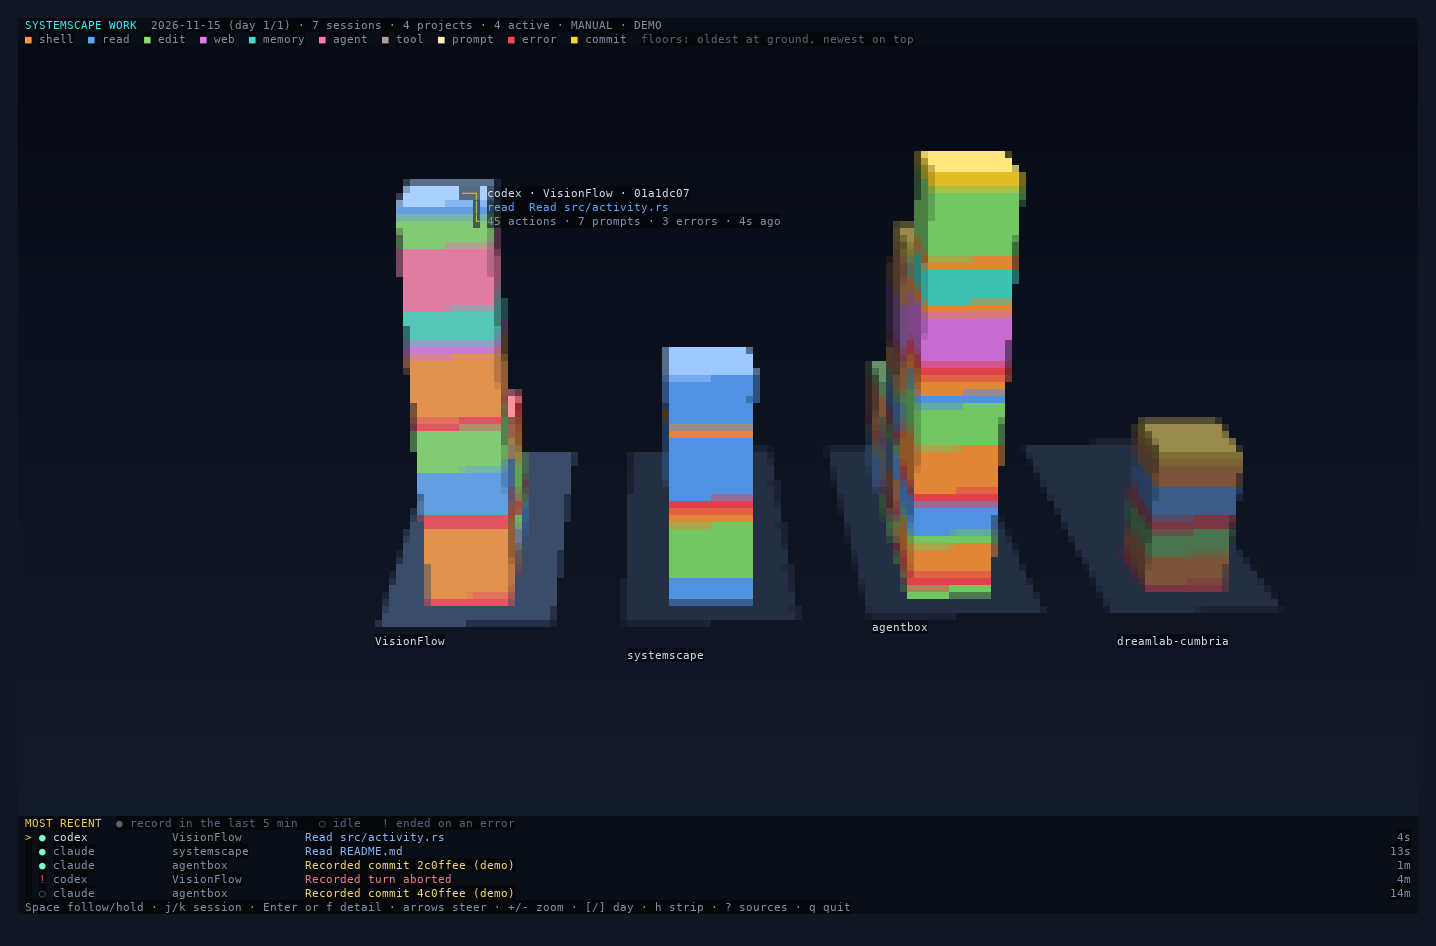 SYSTEMSCAPE WORK  2026-11-15 (day 1/1) · 7 sessions · 4 projects · 4 active · MANUAL · DEMO
■ shell  ■ read  ■ edit  ■ web  ■ memory  ■ agent  ■ tool  ■ prompt  ■ error  ■ commit  floors: oldest at ground, newest on top
codex · VisionFlow · 01a1dc07
read  Read src/activity.rs
45 actions · 7 prompts · 3 errors · 4s ago
agentbox
VisionFlow
dreamlab-cumbria
systemscape
MOST RECENT  ● record in the last 5 min   ○ idle   ! ended on an error
> ● codex  VisionFlow  Read src/activity.rs  4s
● claude  systemscape  Read README.md  13s
● claude  agentbox  Recorded commit 2c0ffee (demo)  1m
! codex  VisionFlow  Recorded turn aborted  4m
○ claude  agentbox  Recorded commit 4c0ffee (demo)  14m
Space follow/hold · j/k session · Enter or f detail · arrows steer · +/- zoom · [/] day · h strip · ? sources · q quit